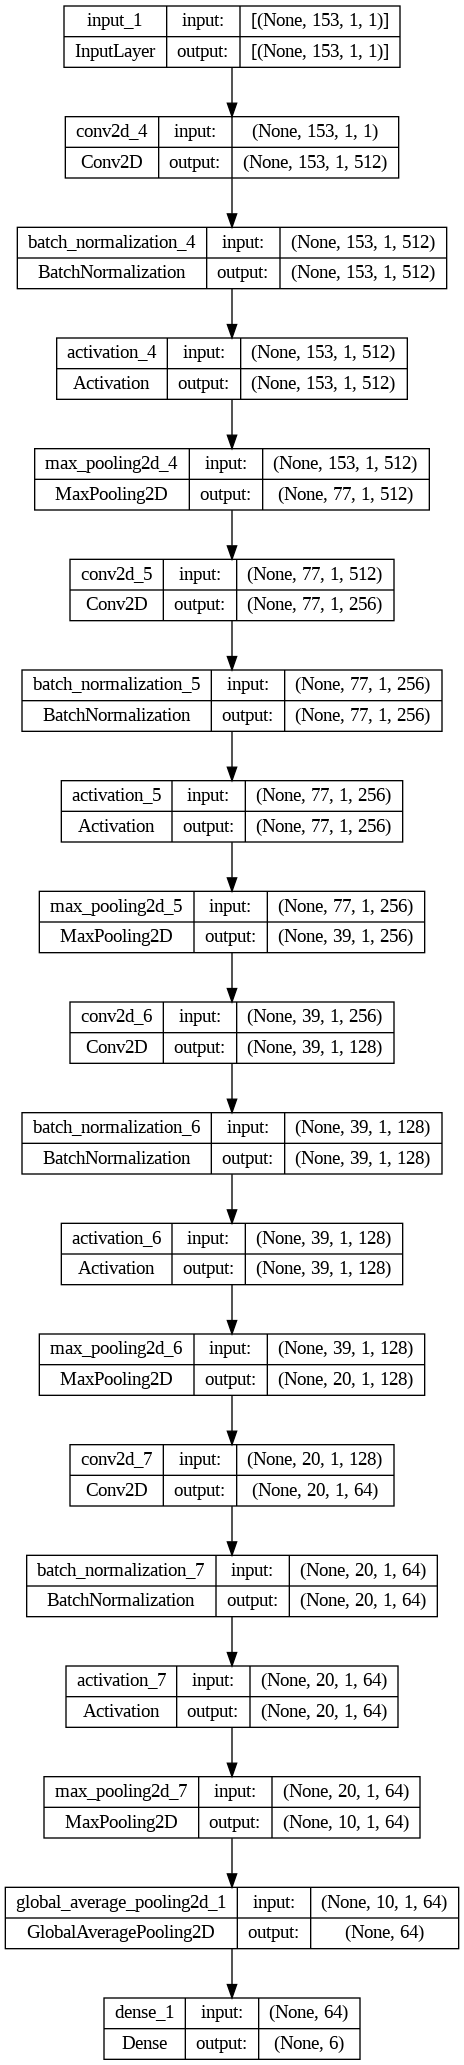 input_1 input: [(None, 153, 1, 1)]
InputLayer output: [(None, 153, 1, 1)]
conv2d_4 input: (None, 153, 1, 1)
Conv2D output: (None, 153, 1, 512)
batch_normalization_4 input: (None, 153, 1, 512)
BatchNormalization output: (None, 153, 1, 512)
activation_4 input: (None, 153, 1, 512)
Activation output: (None, 153, 1, 512)
max_pooling2d_4 input: (None, 153, 1, 512)
MaxPooling2D output: (None, 77, 1, 512)
conv2d_5 input: (None, 77, 1, 512)
Conv2D output: (None, 77, 1, 256)
batch_normalization_5 input: (None, 77, 1, 256)
BatchNormalization output: (None, 77, 1, 256)
activation_5 input: (None, 77, 1, 256)
Activation output: (None, 77, 1, 256)
max_pooling2d_5 input: (None, 77, 1, 256)
MaxPooling2D output: (None, 39, 1, 256)
conv2d_6 input: (None, 39, 1, 256)
Conv2D output: (None, 39, 1, 128)
batch_normalization_6 input: (None, 39, 1, 128)
BatchNormalization output: (None, 39, 1, 128)
activation_6 input: (None, 39, 1, 128)
Activation output: (None, 39, 1, 128)
max_pooling2d_6 input: (None, 39, 1, 128)
MaxPooling2D output: (None, 20, 1, 128)
conv2d_7 input: (None, 20, 1, 128)
Conv2D output: (None, 20, 1, 64)
batch_normalization_7 input: (None, 20, 1, 64)
BatchNormalization output: (None, 20, 1, 64)
activation_7 input: (None, 20, 1, 64)
Activation output: (None, 20, 1, 64)
max_pooling2d_7 input: (None, 20, 1, 64)
MaxPooling2D output: (None, 10, 1, 64)
global_average_pooling2d_1 input: (None, 10, 1, 64)
GlobalAveragePooling2D output: (None, 64)
dense_1 input: (None, 64)
Dense output: (None, 6)